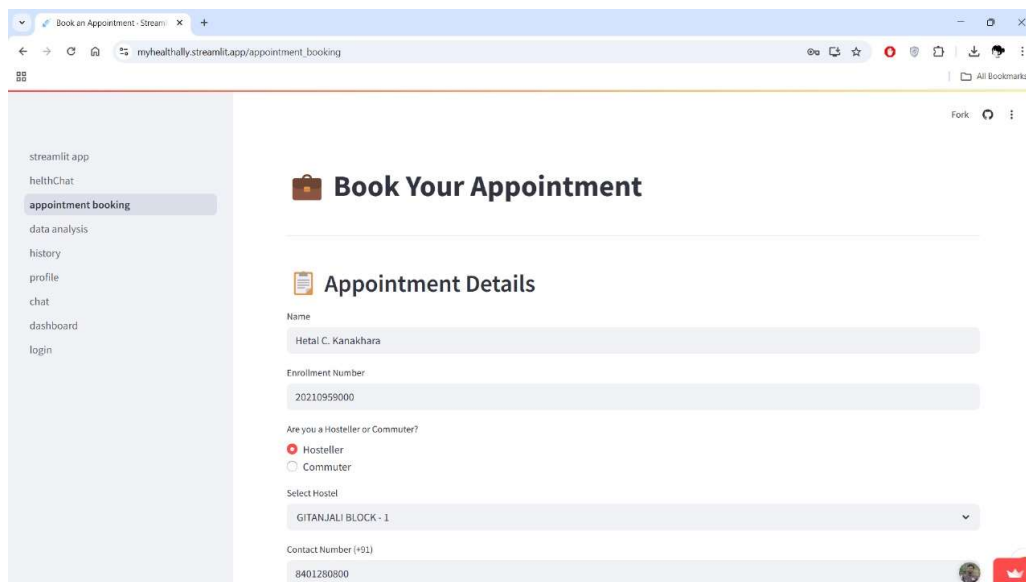 Book an Appointment · Stream
myhealthally.streamlit.app/appointment_booking
All Bookmarks
Fork
streamlit app
helthChat
appointment booking
data analysis
history
profile
chat
dashboard
login
Book Your Appointment
Appointment Details
Name
Hetal C. Kanakhara
Enrollment Number
20210959000
Are you a Hosteller or Commuter?
Hosteller
Commuter
Select Hostel
GITANJALI BLOCK - 1
Contact Number (+91)
8401280800